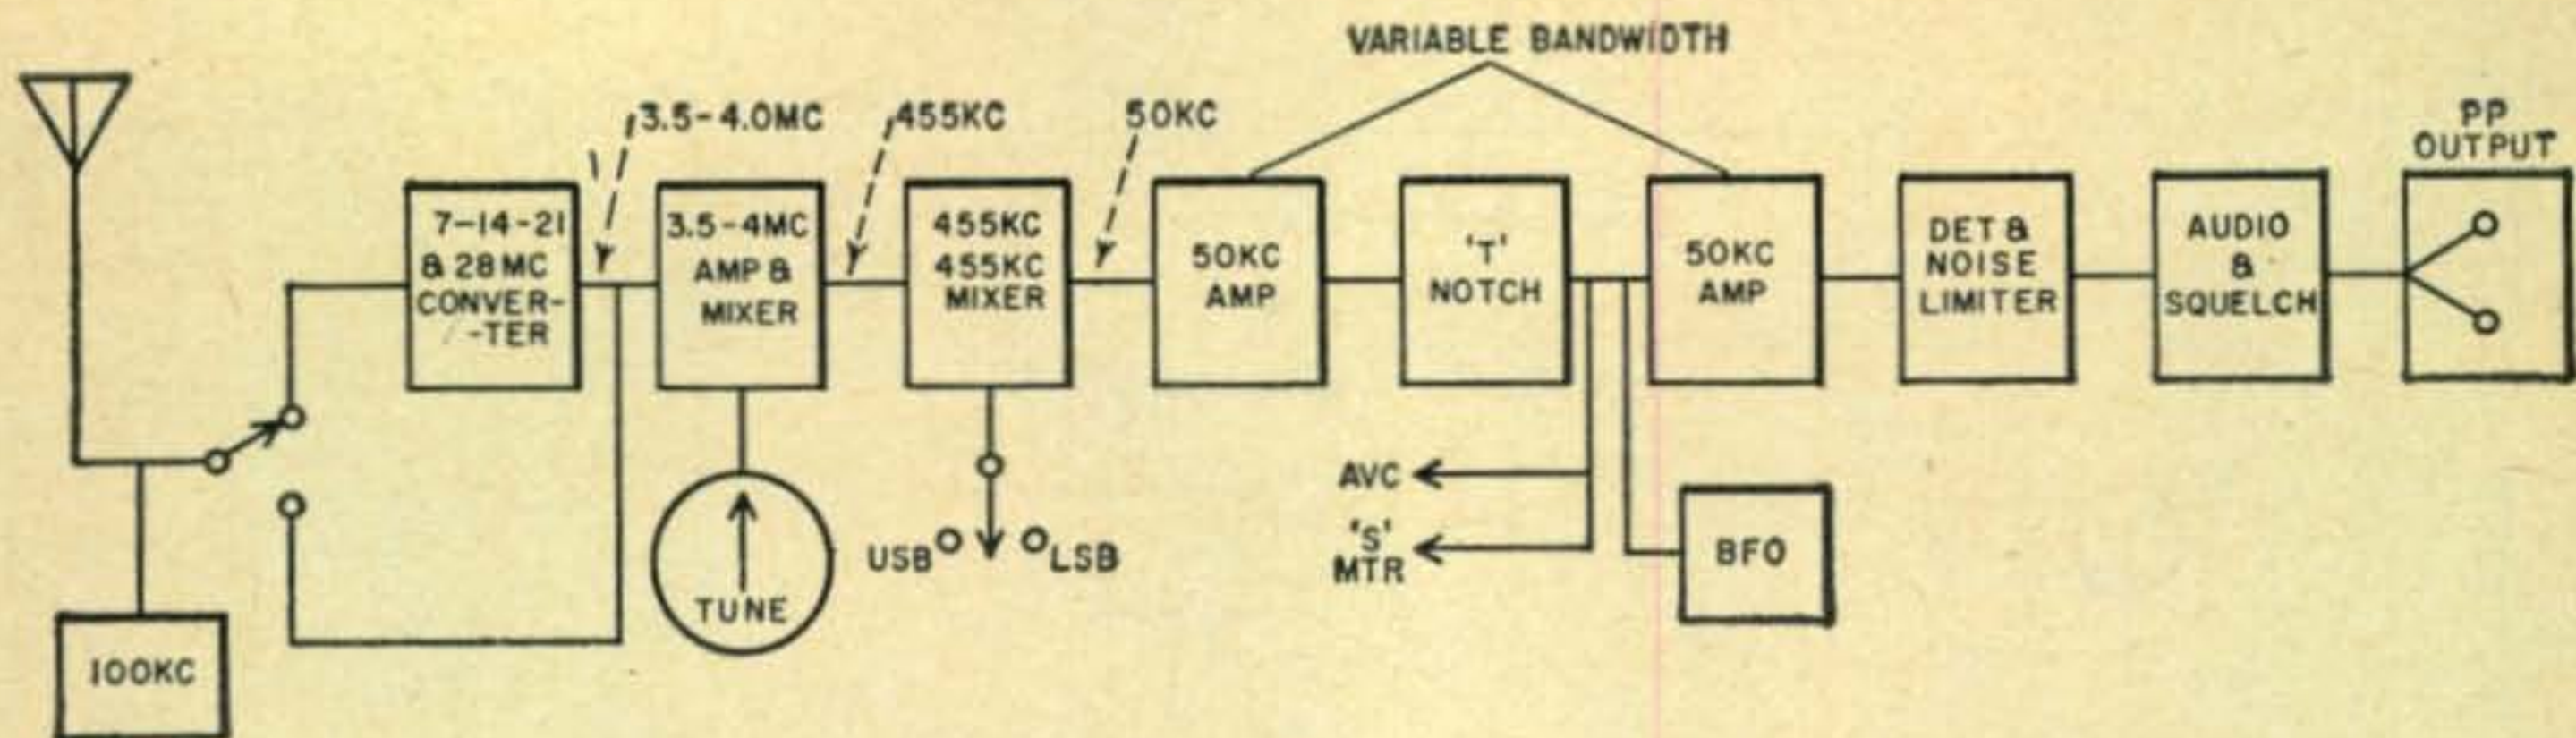 VARIABLE BANDWIDTH
3.5-4.0MC
455KC
50KC
PP
OUTPUT
7-14-21
& 28MC
CONVER-
-TER
3.5-4MC
AMP &
MIXER
455KC
455KC
MIXER
50KC
AMP
'T'
NOTCH
50KC
AMP
DET &
NOISE
LIMITER
AUDIO
&
SQUELCH
TUNE
USB
LSB
AVC
'S'
MTR
BFO
100KC